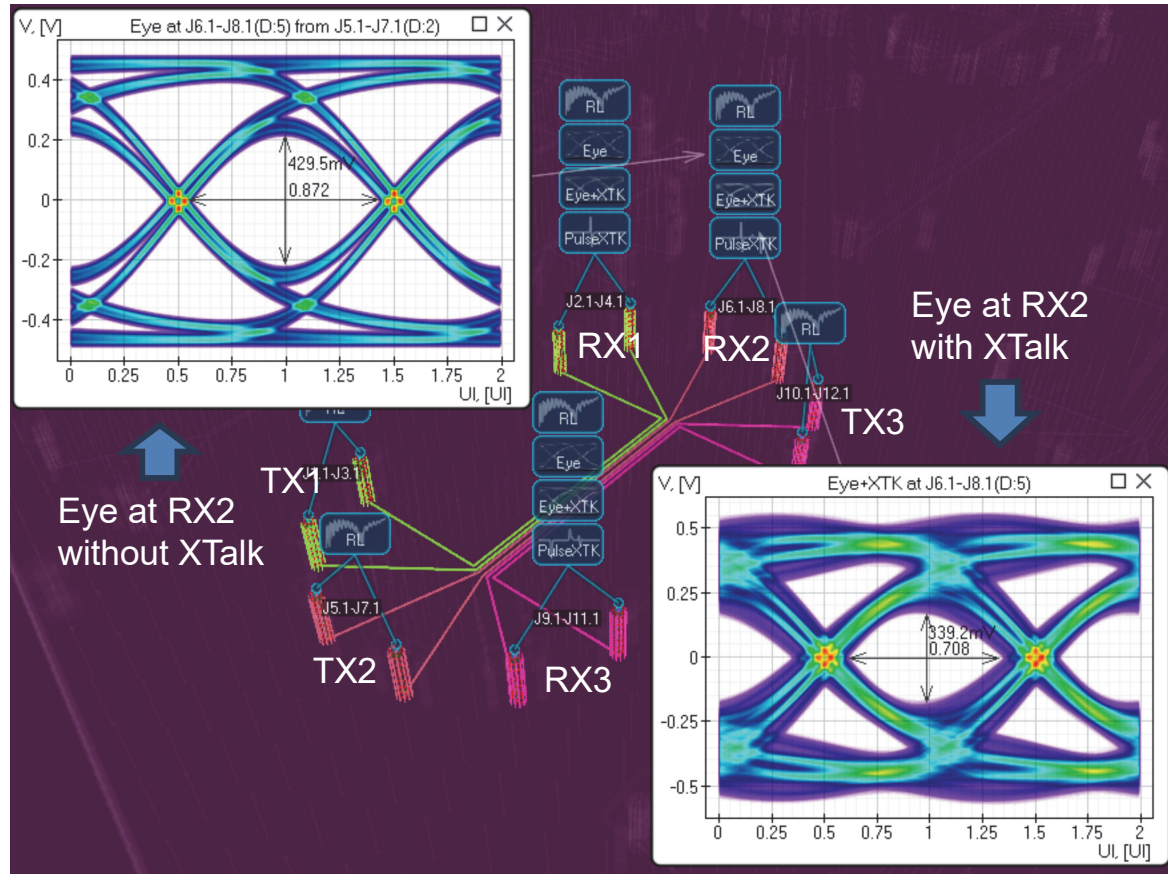 V, [V]
Eye at J6.1-J8.1(D:5) from J5.1-J7.1(D:2)
0.4
0.2
0
-0.2
-0.4
429.5mV
0.872
0
0.25
0.5
0.75
1
1.25
1.5
1.75
2
UI, [UI]
RL
Eye
Eye+XTK
PulseXTK
J2.1-J4.1
RX1
RL
Eye
Eye+XTK
PulseXTK
J6.1-J8.1
RX2
RL
J10.1-J12.1
TX3
Eye at RX2
with XTalk
RL
TX1
Eye at RX2
without XTalk
RL
J5.1-J7.1
TX2
RL
Eye
Eye+XTK
PulseXTK
J9.1-J11.1
RX3
V, [V]
Eye+XTK at J6.1-J8.1(D:5)
0.5
0.25
0
-0.25
-0.5
339.2mV
0.708
0
0.25
0.5
0.75
1
1.25
1.5
1.75
2
UI, [UI]